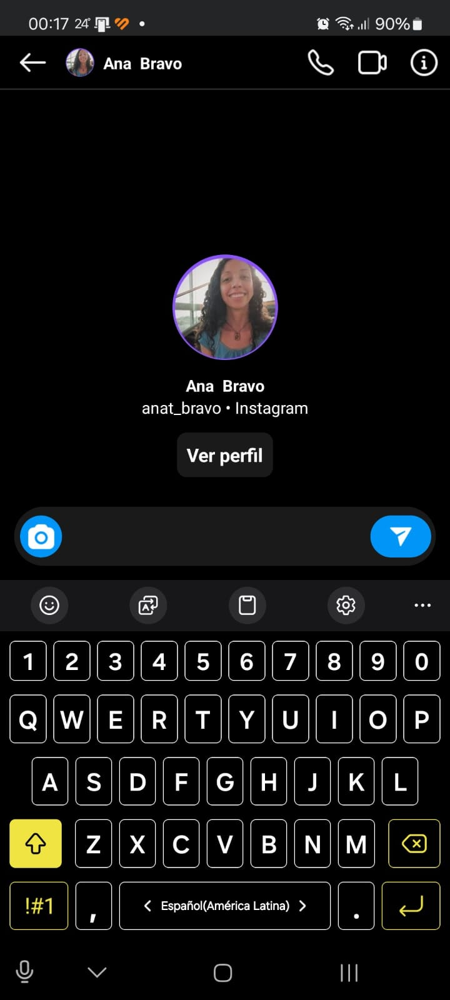 00:17 24° 90%
Ana Bravo
Ana Bravo
anat_bravo • Instagram
Ver perfil
1 2 3 4 5 6 7 8 9 0
Q W E R T Y U I O P
A S D F G H J K L
Z X C V B N M
!#1 , < Español(América Latina) > .